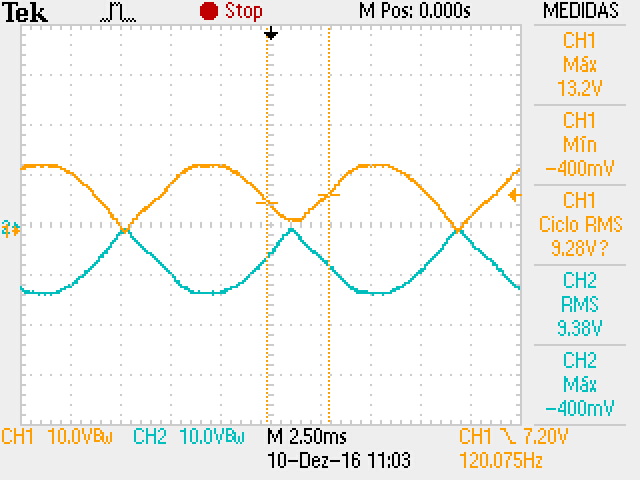 Tek Stop M Pos: 0.000s MEDIDAS
CH1
Máx
13.2V
CH1
Mín
-400mV
CH1
Ciclo RMS
9.28V?
CH2
RMS
9.38V
CH2
Máx
-400mV
CH1 10.0VBw CH2 10.0VBw M 2.50ms CH1 7.20V
10-Dez-16 11:03 120.075Hz